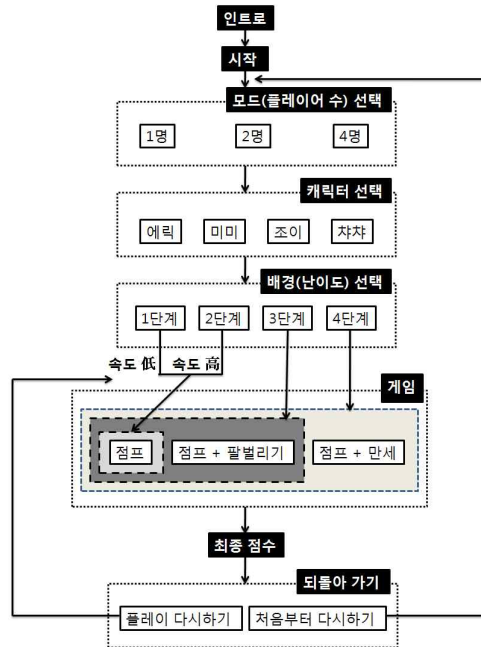 인트로
시작
모드(플레이어 수) 선택
1명 2명 4명
캐릭터 선택
에릭 미미 조이 챠챠
배경(난이도) 선택
1단계 2단계 3단계 4단계
속도 低 속도 高
게임
점프 점프 + 팔벌리기 점프 + 만세
최종 점수
되돌아 가기
플레이 다시하기 처음부터 다시하기